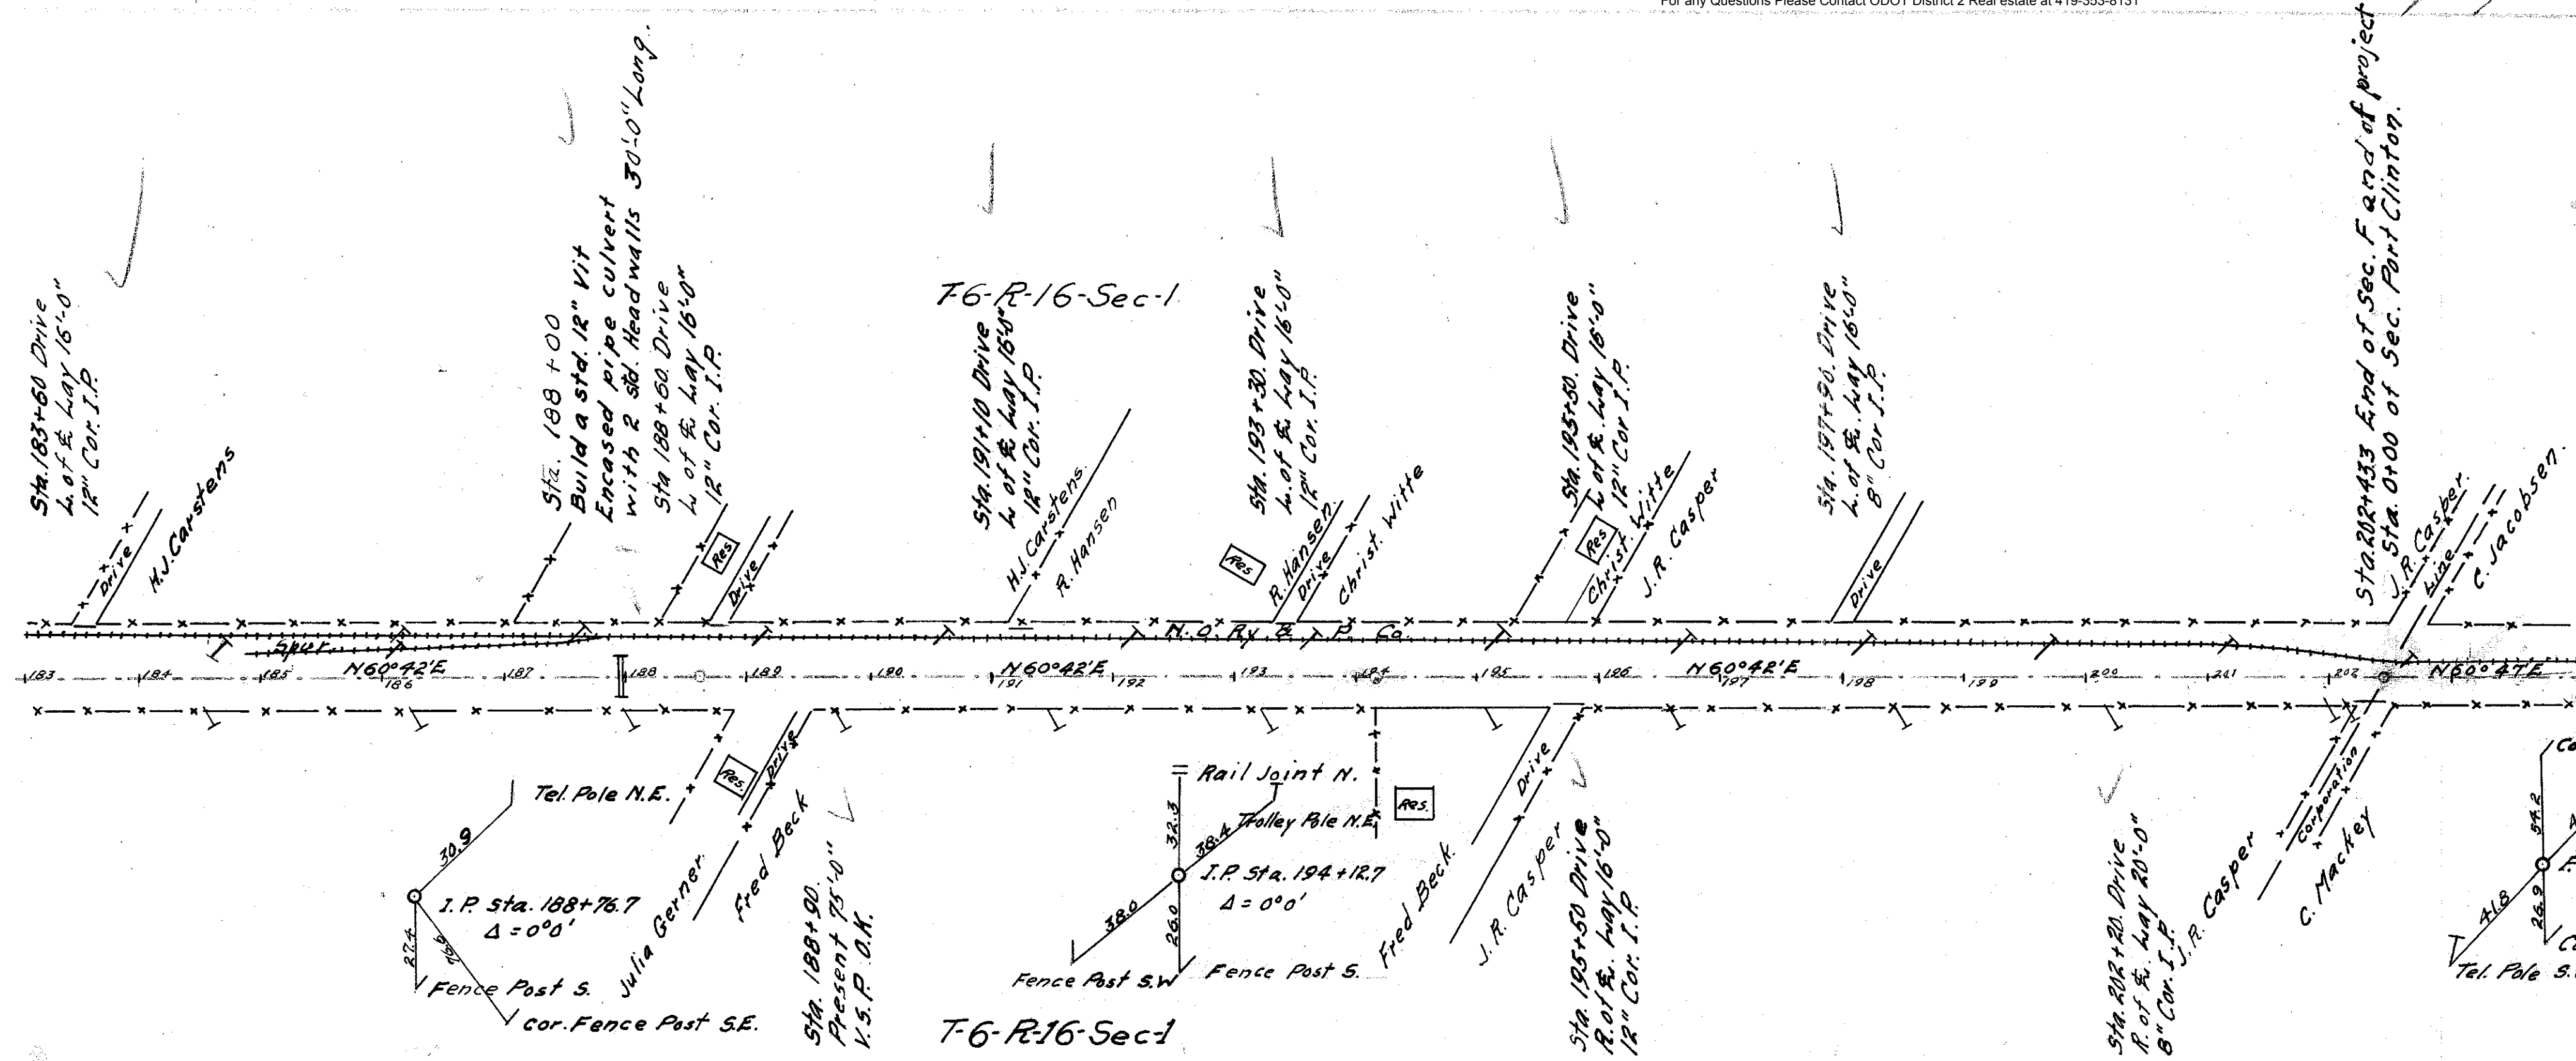 For any Questions Please Contact ODOT District 2 Real estate at 419-353-8131
Sta. 183+60 Drive
L. of ℄ Lay 16'-0"
12" Cor. I.P.
Drive
H.J. Carstens
Sta. 188+00
Build a std. 12" Vit
Encased pipe culvert
with 2 std. Headwalls 30'-0" Long.
Sta 188+60. Drive
L of ℄ Lay 16'-0"
12" Cor. I.P.
Res
Drive
T-6-R-16-Sec-1
Sta. 191+10 Drive
L of ℄ Lay 16'-0"
12" Cor. I.P.
H.J. Carstens.
R. Hansen
Sta. 193+30. Drive
L. of ℄ Lay 16'-0"
12" Cor. I.P.
Res
R. Hansen.
Drive
Christ. Witte
Sta. 195+50. Drive
L of ℄. Lay 16'-0"
12" Cor I.P.
Res
Christ. Witte
J.R. Casper
Sta. 197+90. Drive
L. of ℄. Lay 16'-0"
8" Cor I.P.
Drive
Sta. 202+43.3 End of Sec. F and of project
Sta. 0+00 of Sec. Port Clinton.
J.R. Casper.
Line
C. Jacobsen.
N. O. Ry & P. Co.
Spur
N60°42'E
N60°42'E
N60°42'E
N60°47'E
183 184 185 186 187 188 189 190 191 192 193 194 195 196 197 198 199 200 201 202
Tel. Pole N.E.
30.9
I.P. Sta. 188+76.7
Δ = 0°0'
27.4
Fence Post S.
Cor. Fence Post S.E.
Res.
Drive
Julia Gerner.
Fred Beck
Sta. 188+90.
Present 75'-0"
V.S.P. O.K.
Rail Joint N.
32.3
38.4
Trolley Pole N.E.
I.P. Sta. 194+12.7
Δ = 0°0'
38.0
26.0
Fence Post S.W
Fence Post S.
T-6-R-16-Sec-1
Res.
Drive
Fred Beck.
J.R. Casper
Sta. 195+50 Drive
R. of ℄. Lay 16'-0"
12" Cor. I.P.
Sta. 202+20. Drive
R. of ℄. Lay 20'-0"
8" Cor. I.P.
J.R. Casper
Corporation
C. Mackey
54.2
41.8
26.9
Tel. Pole S.